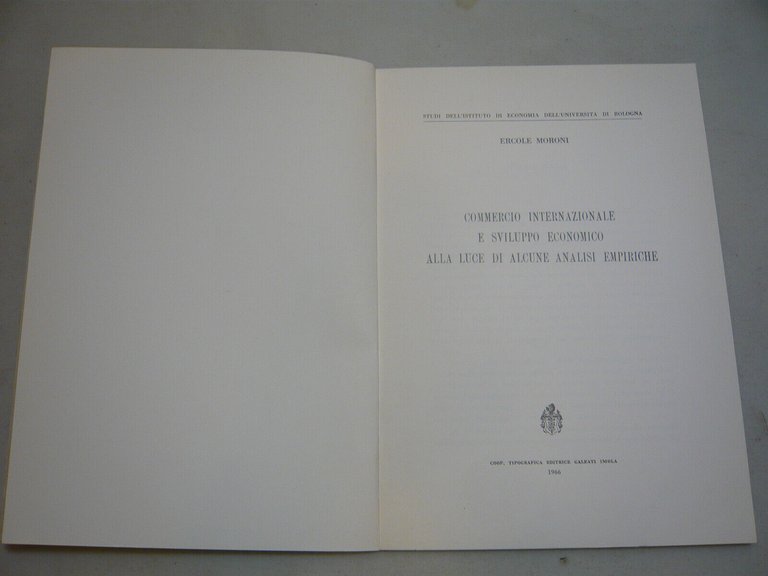 STUDI DELL'ISTITUTO DI ECONOMIA DELL'UNIVERSITÀ DI BOLOGNA
ERCOLE MORONI
COMMERCIO INTERNAZIONALE
E SVILUPPO ECONOMICO
ALLA LUCE DI ALCUNE ANALISI EMPIRICHE
COOP. TIPOGRAFICA EDITRICE GALEATI IMOLA
1966